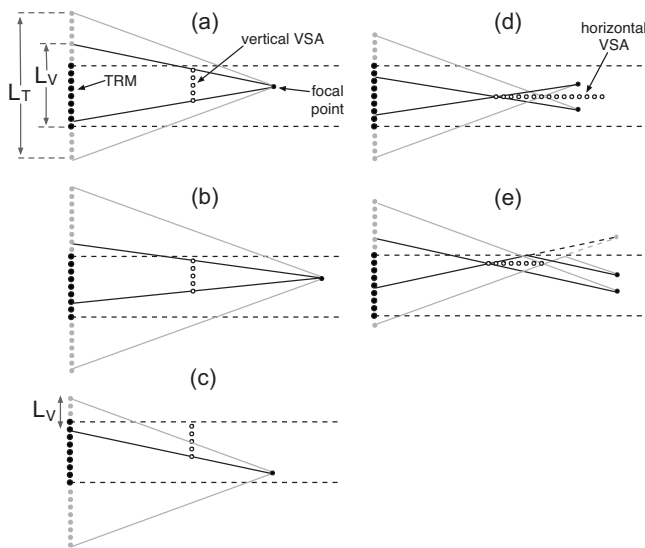 (a)
vertical VSA
TRM
focal
point
LV
LT
(b)
(c)
LV
(d)
horizontal
VSA
(e)